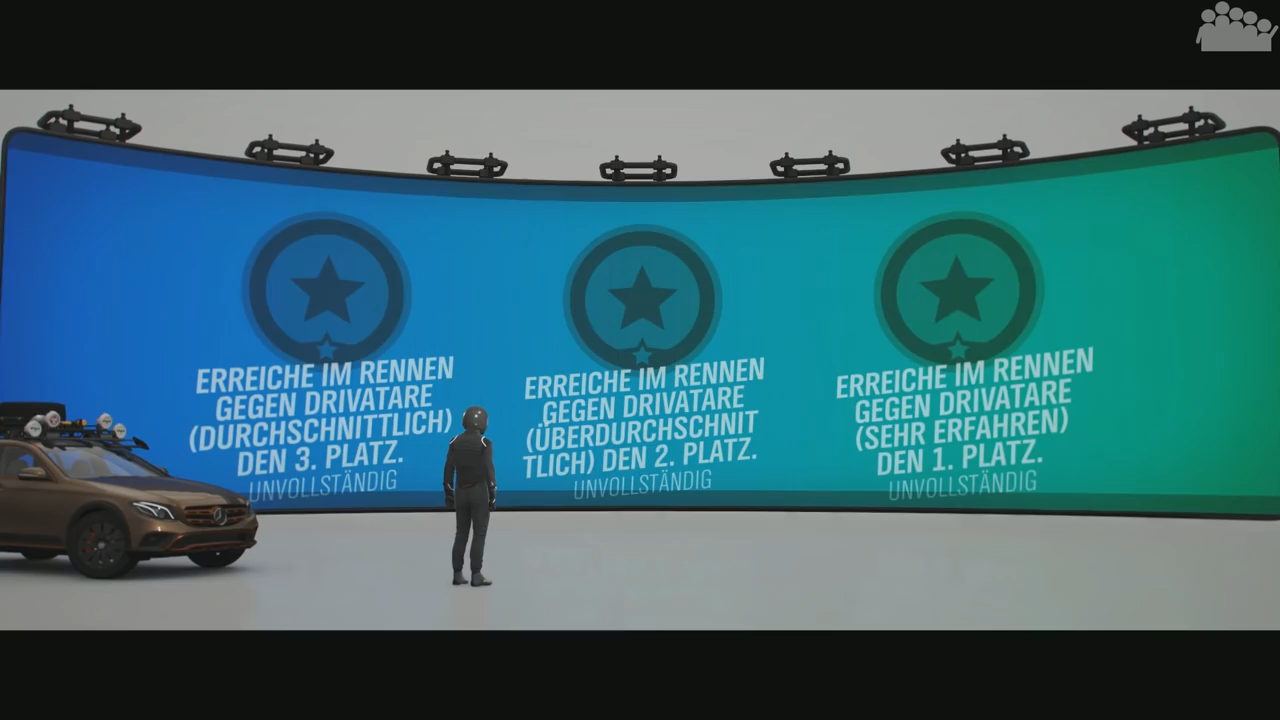 ERREICHE IM RENNEN
GEGEN DRIVATARE
(DURCHSCHNITTLICH)
DEN 3. PLATZ.
UNVOLLSTÄNDIG
ERREICHE IM RENNEN
GEGEN DRIVATARE
(ÜBERDURCHSCHNIT
TLICH) DEN 2. PLATZ.
UNVOLLSTÄNDIG
ERREICHE IM RENNEN
GEGEN DRIVATARE
(SEHR ERFAHREN)
DEN 1. PLATZ.
UNVOLLSTÄNDIG